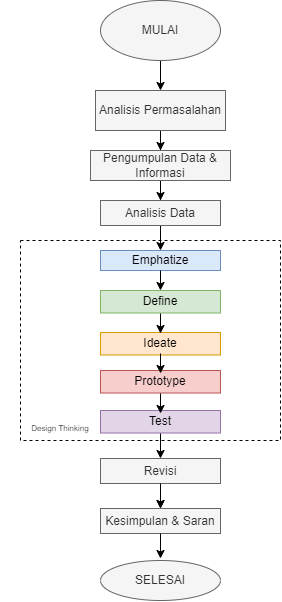 MULAI
Analisis Permasalahan
Pengumpulan Data &
Informasi
Analisis Data
Emphatize
Define
Ideate
Prototype
Test
Design Thinking
Revisi
Kesimpulan & Saran
SELESAI